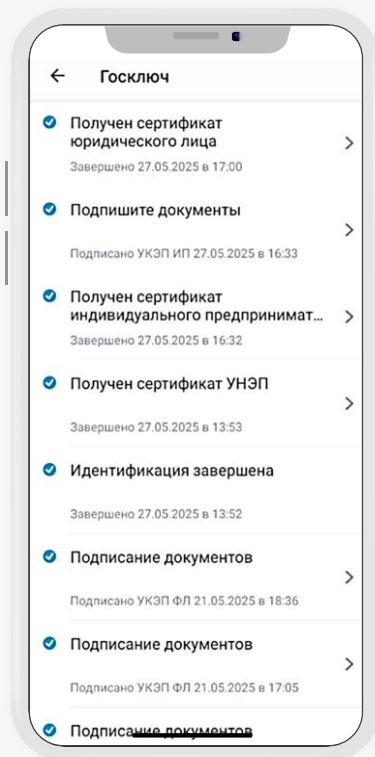 Госключ
Получен сертификат
юридического лица
Завершено 27.05.2025 в 17:00
Подпишите документы
Подписано УКЭП ИП 27.05.2025 в 16:33
Получен сертификат
индивидуального предпринимат...
Завершено 27.05.2025 в 16:32
Получен сертификат УНЭП
Завершено 27.05.2025 в 13:53
Идентификация завершена
Завершено 27.05.2025 в 13:52
Подписание документов
Подписано УКЭП ФЛ 21.05.2025 в 18:36
Подписание документов
Подписано УКЭП ФЛ 21.05.2025 в 17:05
Подписание документов